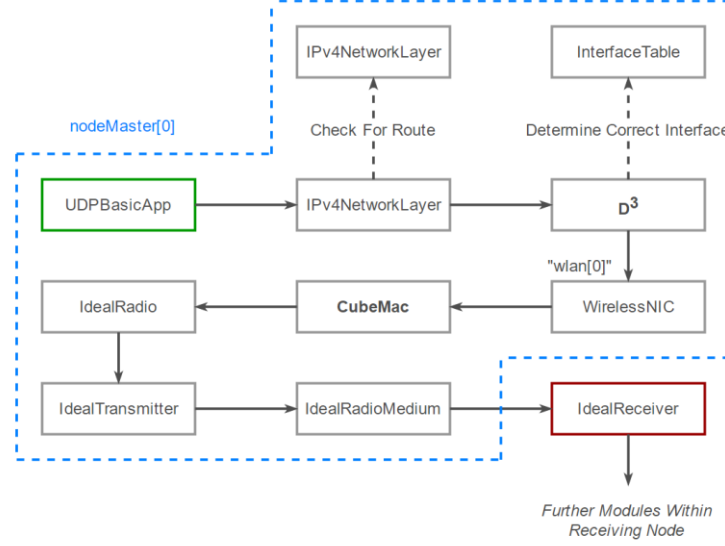 IPv4NetworkLayer
InterfaceTable
nodeMaster[0]
Check For Route
Determine Correct Interface
UDPBasicApp
IPv4NetworkLayer
D³
"wlan[0]"
IdealRadio
CubeMac
WirelessNIC
IdealTransmitter
IdealRadioMedium
IdealReceiver
Further Modules Within
Receiving Node